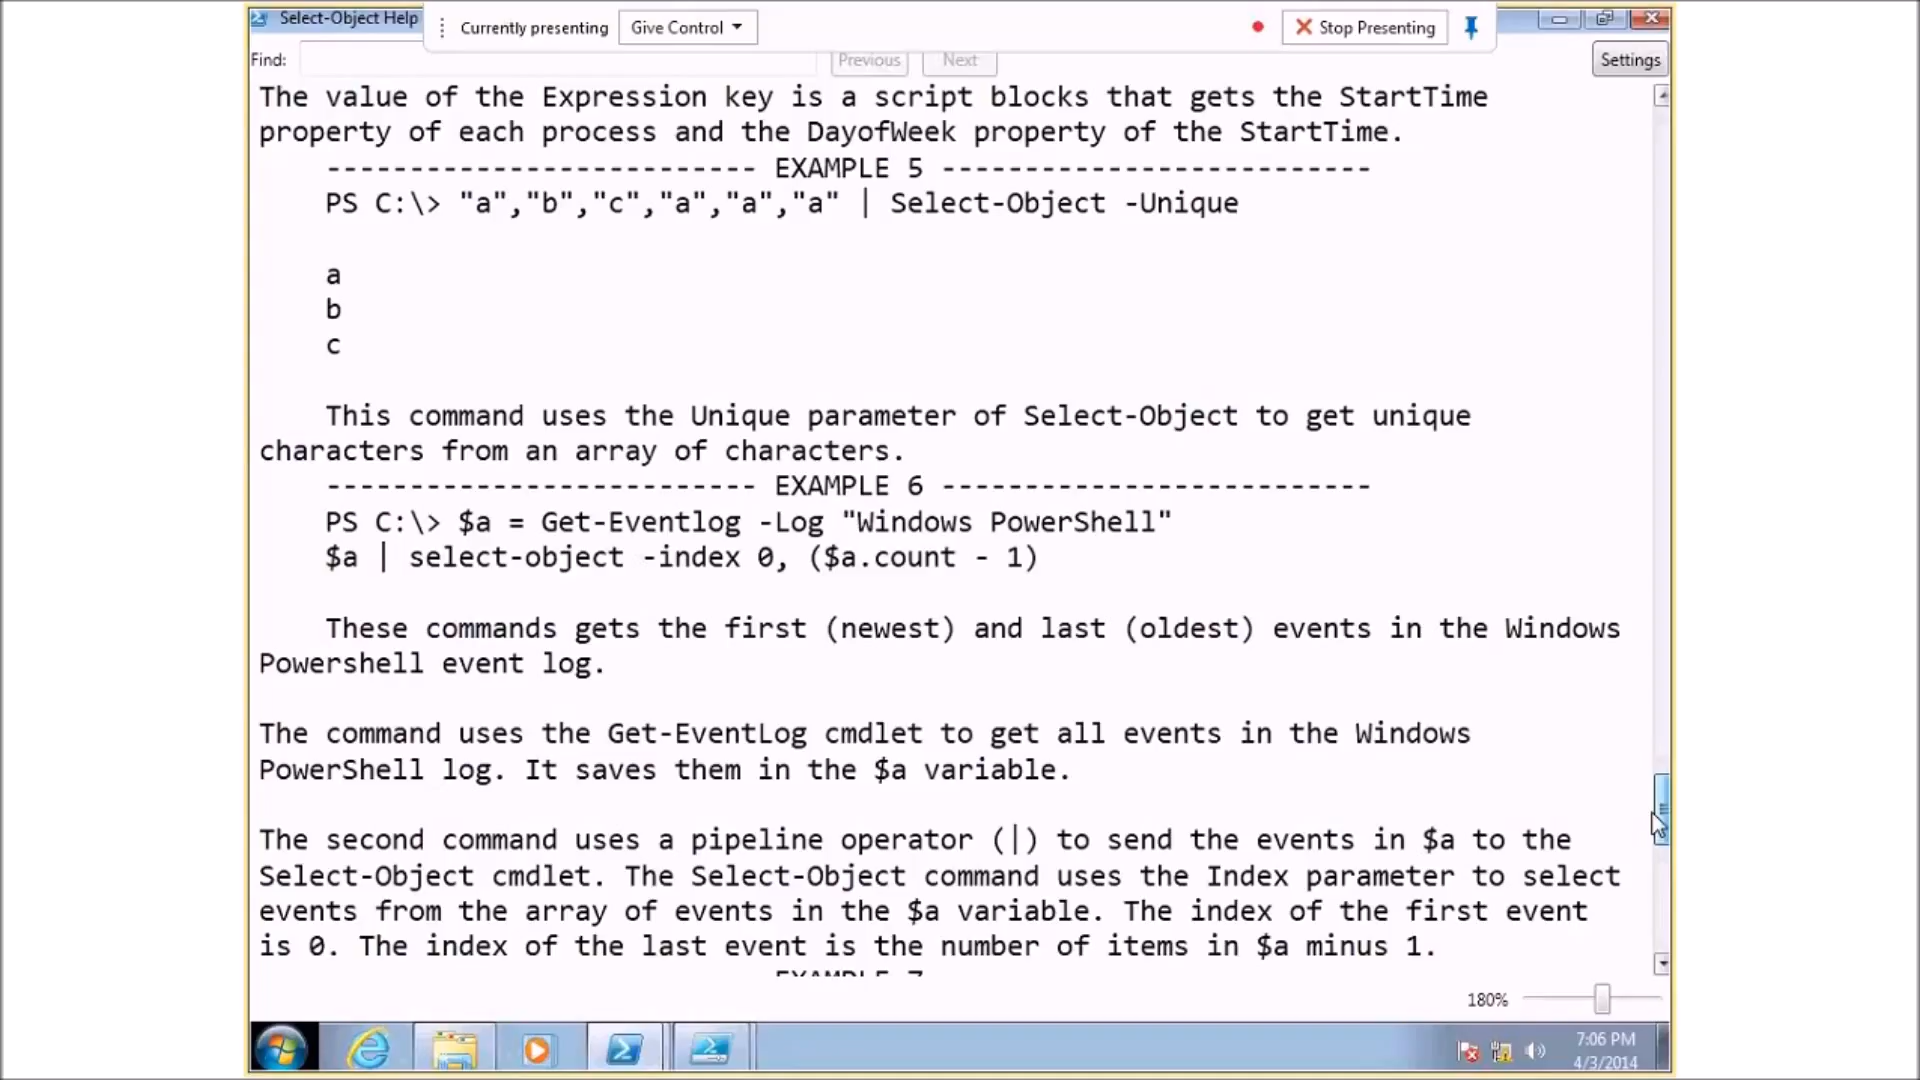 Select-Object Help
Currently presenting
Give Control
Stop Presenting
Find:
Previous
Next
Settings
The value of the Expression key is a script blocks that gets the StartTime
property of each process and the DayofWeek property of the StartTime.
-------------------------- EXAMPLE 5 --------------------------
PS C:\> "a","b","c","a","a","a" | Select-Object -Unique
a
b
c
This command uses the Unique parameter of Select-Object to get unique
characters from an array of characters.
-------------------------- EXAMPLE 6 --------------------------
PS C:\> $a = Get-Eventlog -Log "Windows PowerShell"
$a | select-object -index 0, ($a.count - 1)
These commands gets the first (newest) and last (oldest) events in the Windows
Powershell event log.
The command uses the Get-EventLog cmdlet to get all events in the Windows
PowerShell log. It saves them in the $a variable.
The second command uses a pipeline operator (|) to send the events in $a to the
Select-Object cmdlet. The Select-Object command uses the Index parameter to select
events from the array of events in the $a variable. The index of the first event
is 0. The index of the last event is the number of items in $a minus 1.
EXAMPLE 7
180%
7:06 PM
4/3/2014